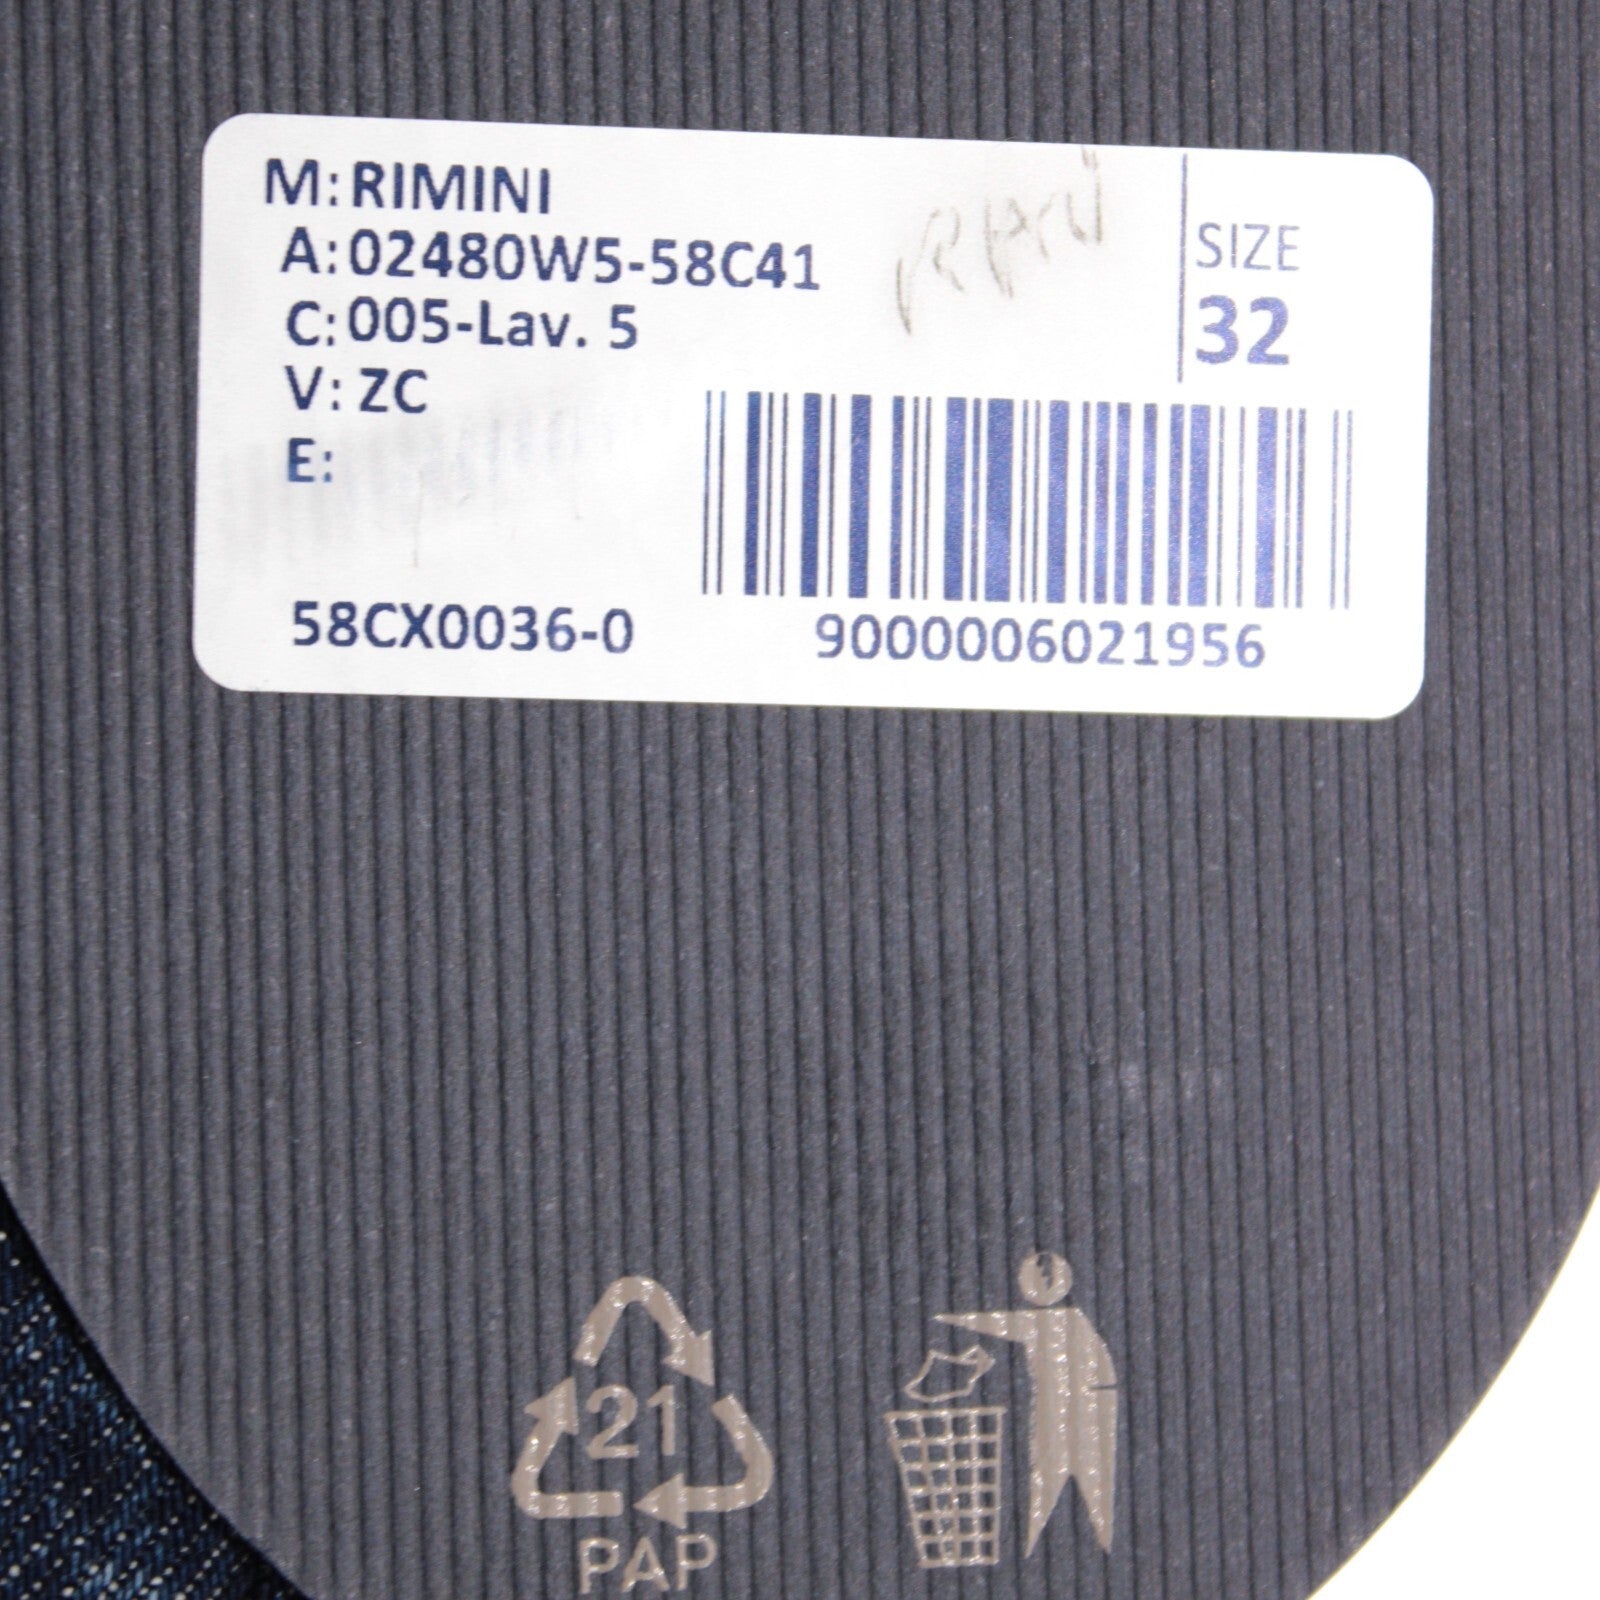 M: RIMINI
A: 02480W5-58C41
C: 005-Lav. 5
V: ZC
E:
SIZE
32
58CX0036-0
9000006021956
21
PAP